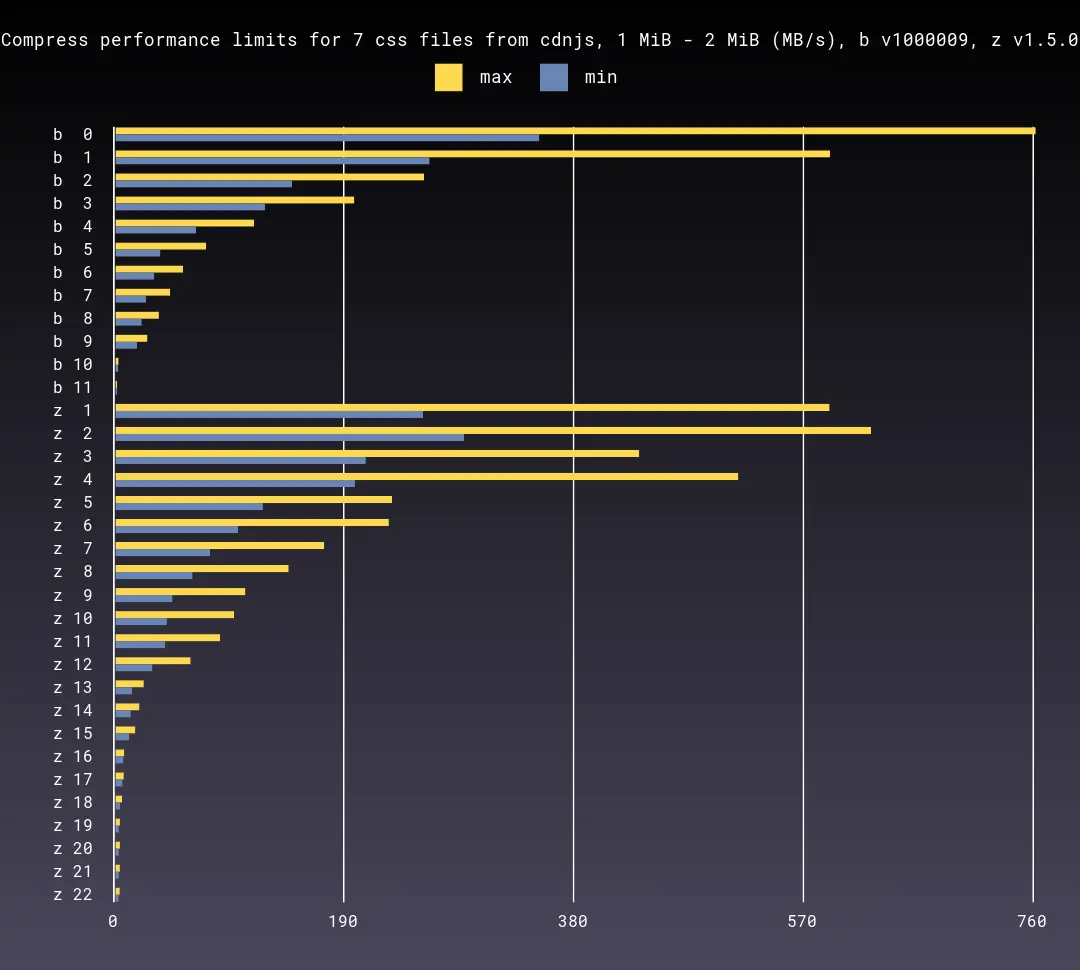 Compress performance limits for 7 css files from cdnjs, 1 MiB - 2 MiB (MB/s), b v1000009, z v1.5.0
max min
b 0
b 1
b 2
b 3
b 4
b 5
b 6
b 7
b 8
b 9
b 10
b 11
z 1
z 2
z 3
z 4
z 5
z 6
z 7
z 8
z 9
z 10
z 11
z 12
z 13
z 14
z 15
z 16
z 17
z 18
z 19
z 20
z 21
z 22
0 190 380 570 760